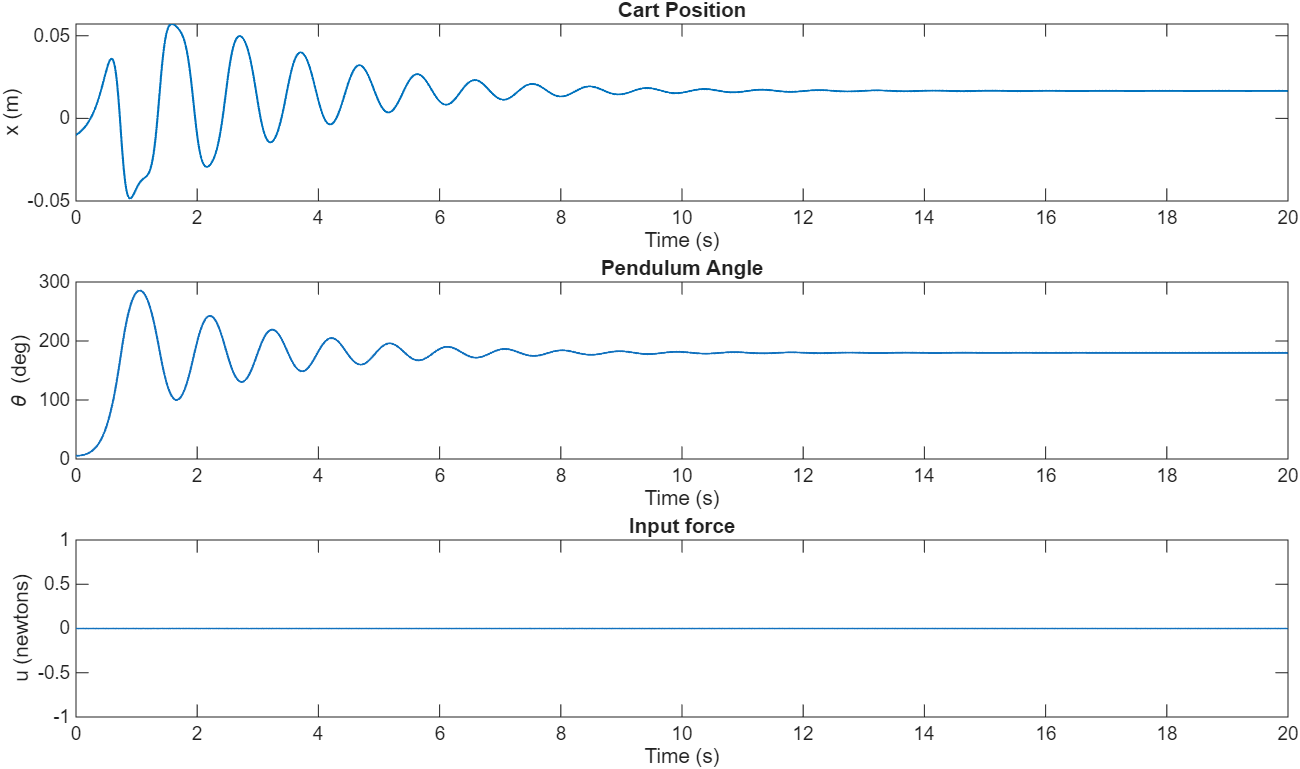 Cart Position
0.05
0
-0.05
x (m)
0 2 4 6 8 10 12 14 16 18 20
Time (s)
Pendulum Angle
300
200
100
0
θ (deg)
0 2 4 6 8 10 12 14 16 18 20
Time (s)
Input force
1
0.5
0
-0.5
-1
u (newtons)
0 2 4 6 8 10 12 14 16 18 20
Time (s)